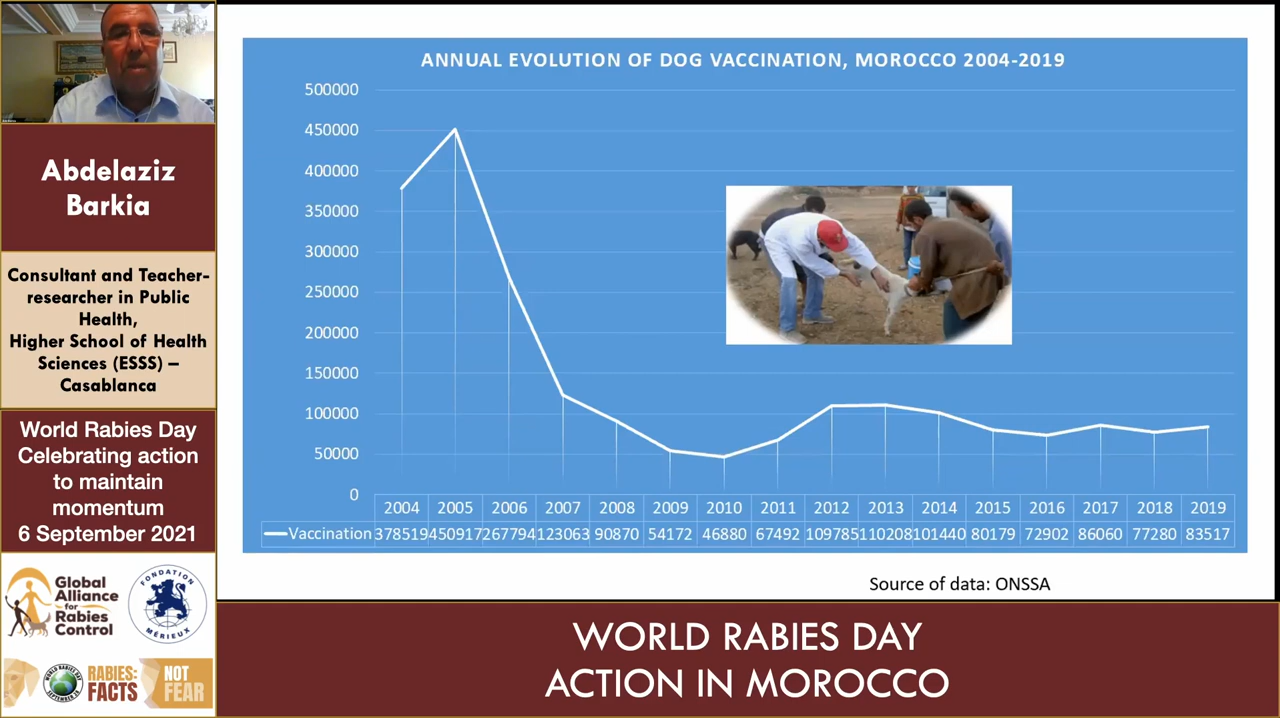 Abdelaziz
Barkia
Consultant and Teacher-
researcher in Public
Health,
Higher School of Health
Sciences (ESSS) –
Casablanca
World Rabies Day
Celebrating action
to maintain
momentum
6 September 2021
Global
Alliance
for
Rabies
Control
FONDATION
MÉRIEUX
WORLD RABIES DAY
SEPTEMBER 28
RABIES:
FACTS
NOT
FEAR
ANNUAL EVOLUTION OF DOG VACCINATION, MOROCCO 2004-2019
500000
450000
400000
350000
300000
250000
200000
150000
100000
50000
0
2004 2005 2006 2007 2008 2009 2010 2011 2012 2013 2014 2015 2016 2017 2018 2019
Vaccination 378519 450917 267794 123063 90870 54172 46880 67492 109785 110208 101440 80179 72902 86060 77280 83517
Source of data: ONSSA
WORLD RABIES DAY
ACTION IN MOROCCO